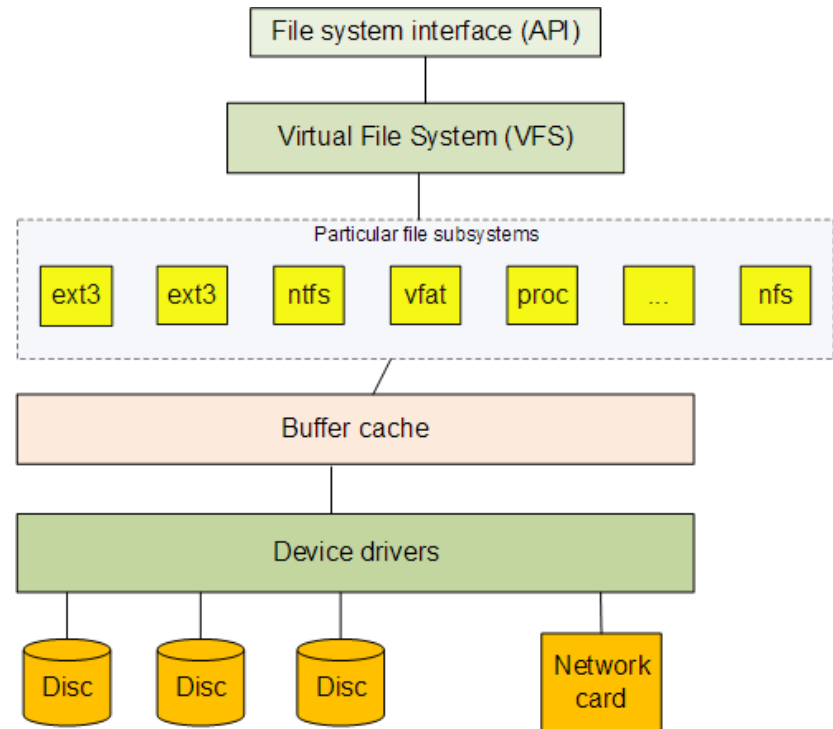 File system interface (API)
Virtual File System (VFS)
Particular file subsystems
ext3 ext3 ntfs vfat proc ... nfs
Buffer cache
Device drivers
Disc Disc Disc Network
card